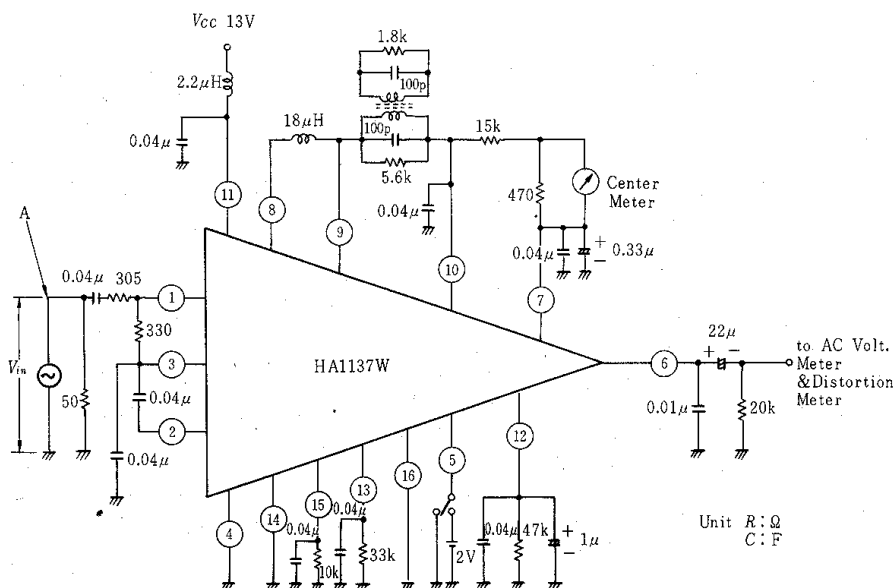 Vcc 13V
2.2μH
0.04μ
1.8k
100p
18μH
100p
5.6k
15k
470
Center
Meter
0.04μ
0.04μ
0.33μ
11
8
9
10
7
A
0.04μ
305
1
330
3
Vin
50
0.04μ
2
0.04μ
HA1137W
6
22μ
+ -
0.01μ
20k
to AC Volt.
Meter
&Distortion
Meter
4
14
15
13
16
5
12
0.04μ
10k
0.04μ
33k
2V
0.04μ
47k
+
-
1μ
+
-
Unit R:Ω
C:F